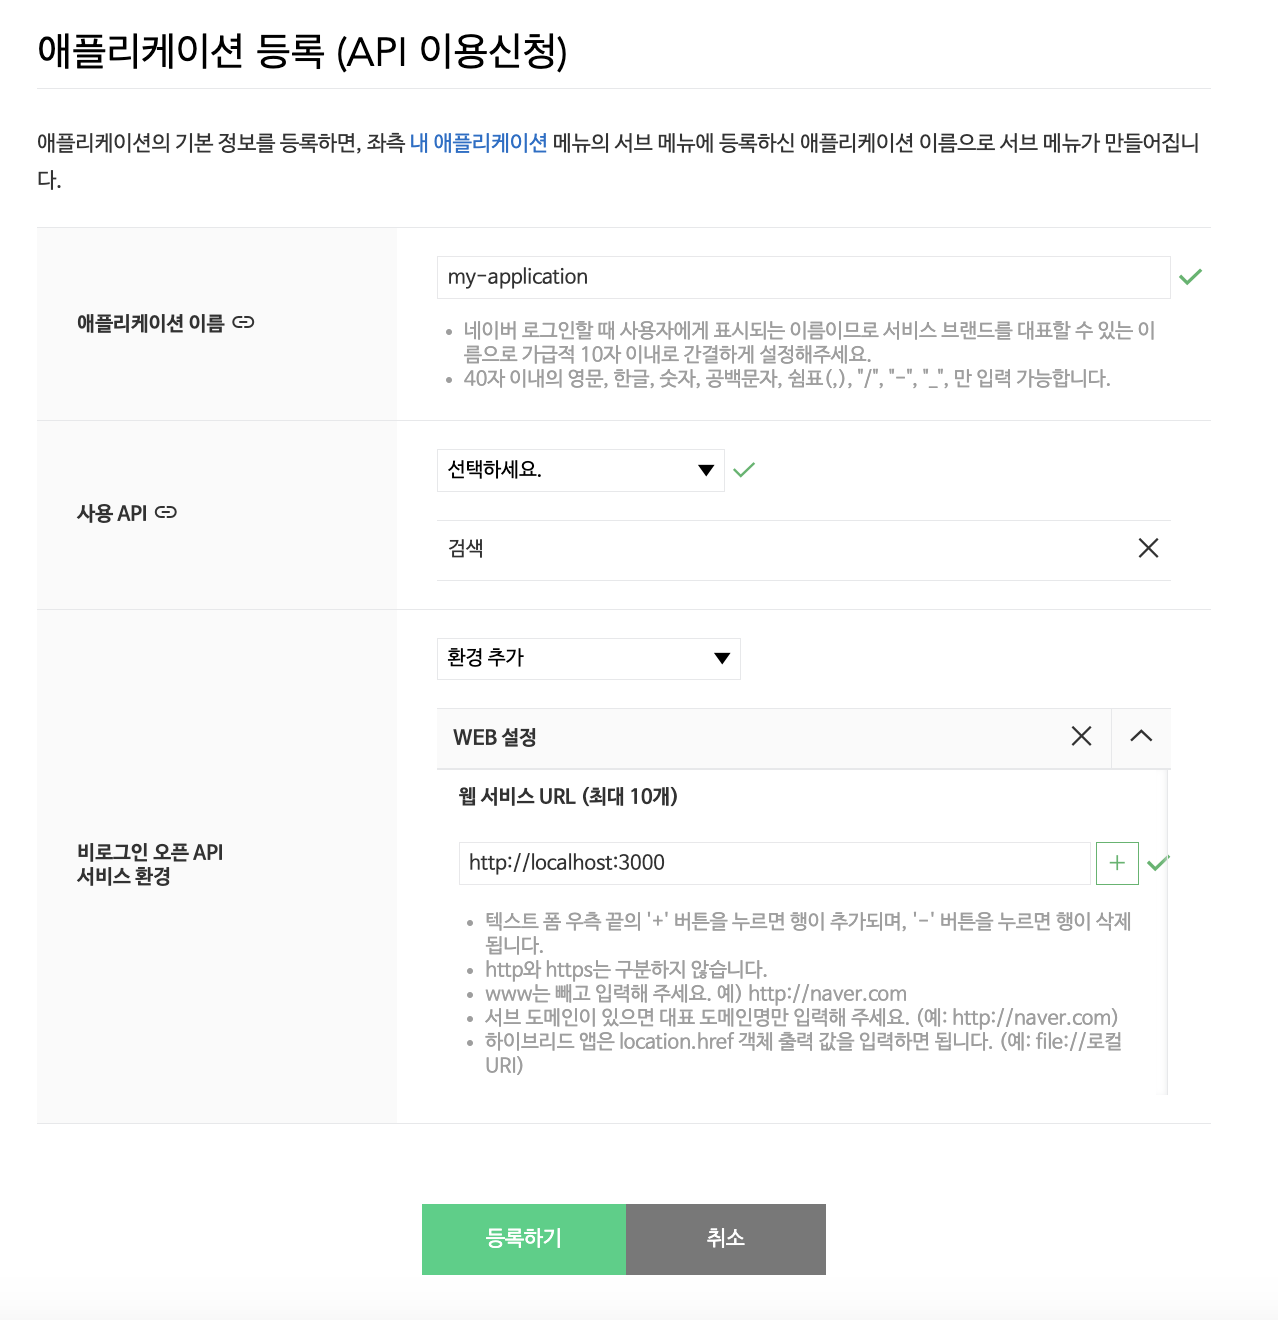 애플리케이션 등록 (API 이용신청)
애플리케이션의 기본 정보를 등록하면, 좌측 내 애플리케이션 메뉴의 서브 메뉴에 등록하신 애플리케이션 이름으로 서브 메뉴가 만들어집니
다.
애플리케이션 이름
my-application
• 네이버 로그인할 때 사용자에게 표시되는 이름이므로 서비스 브랜드를 대표할 수 있는 이
름으로 가급적 10자 이내로 간결하게 설정해주세요.
• 40자 이내의 영문, 한글, 숫자, 공백문자, 쉼표(,), "/", "-", "_", 만 입력 가능합니다.
사용 API
선택하세요.
검색
비로그인 오픈 API
서비스 환경
환경 추가
WEB 설정
웹 서비스 URL (최대 10개)
http://localhost:3000
• 텍스트 폼 우측 끝의 '+' 버튼을 누르면 행이 추가되며, '-' 버튼을 누르면 행이 삭제
됩니다.
• http와 https는 구분하지 않습니다.
• www는 빼고 입력해 주세요. 예) http://naver.com
• 서브 도메인이 있으면 대표 도메인명만 입력해 주세요. (예: http://naver.com)
• 하이브리드 앱은 location.href 객체 출력 값을 입력하면 됩니다. (예: file://로컬
URI)
등록하기
취소